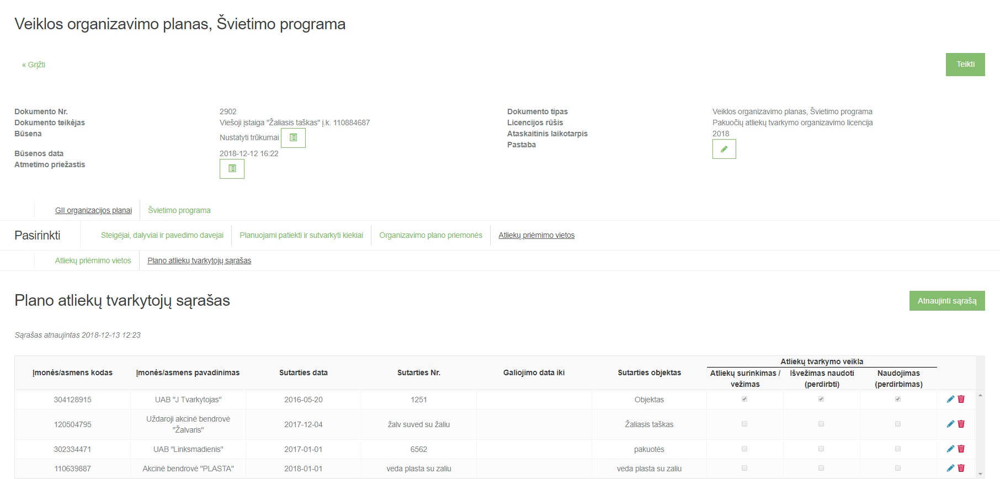 Veiklos organizavimo planas, Švietimo programa
« Grįžti
Teikti
Dokumento Nr. 2902
Dokumento teikėjas Viešoji įstaiga "Žaliasis taškas" į.k. 110884687
Būsena Nustatyti trūkumai
Būsenos data 2018-12-12 16:22
Atmetimo priežastis
Dokumento tipas Veiklos organizavimo planas, Švietimo programa
Licencijos rūšis Pakuočių atliekų tvarkymo organizavimo licencija
Ataskaitinis laikotarpis 2018
Pastaba
GII organizacijos planai Švietimo programa
Pasirinkti Steigėjai, dalyviai ir pavedimo davejai Planuojami patiekti ir sutvarkyti kiekiai Organizavimo plano priemonės Atliekų priėmimo vietos
Atliekų priėmimo vietos Plano atliekų tvarkytojų sąrašas
Plano atliekų tvarkytojų sąrašas
Atnaujinti sąrašą
Sąrašas atnaujintas 2018-12-13 12:23
Įmonės/asmens kodas Įmonės/asmens pavadinimas Sutarties data Sutarties Nr. Galiojimo data iki Sutarties objektas
Atliekų tvarkymo veikla
Atliekų surinkimas / vežimas
Išvežimas naudoti (perdirbti)
Naudojimas (perdirbimas)
304128915 UAB "J Tvarkytojas" 2016-05-20 1251 Objektas
120504795 Uždaroji akcinė bendrovė "Žalvaris" 2017-12-04 žalv suved su žaliu Žaliasis taškas
302334471 UAB "Linksmadienis" 2017-01-01 6562 pakuotės
110639887 Akcinė bendrovė "PLASTA" 2018-01-01 veda plasta su zaliu veda plasta su zaliu